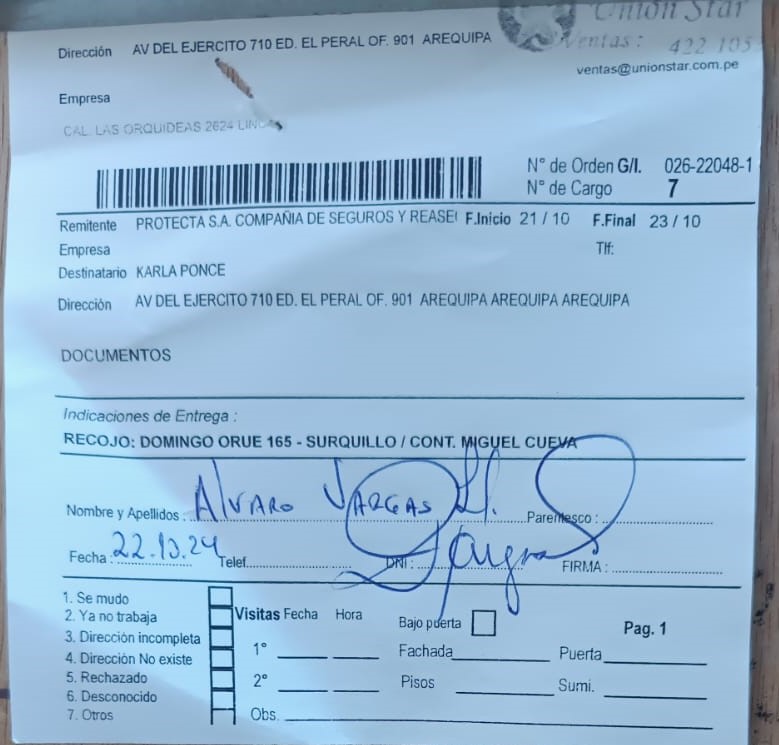 Union Star
Ventas: 422 105
ventas@unionstar.com.pe
Dirección AV DEL EJERCITO 710 ED. EL PERAL OF. 901 AREQUIPA
Empresa
CAL. LAS ORQUIDEAS 2624
N° de Orden G/I. 026-22048-1
N° de Cargo 7
Remitente PROTECTA S.A. COMPAÑIA DE SEGUROS Y REASE F.Inicio 21 / 10 F.Final 23 / 10
Empresa Tlf:
Destinatario KARLA PONCE
Dirección AV DEL EJERCITO 710 ED. EL PERAL OF. 901 AREQUIPA AREQUIPA AREQUIPA
DOCUMENTOS
Indicaciones de Entrega :
RECOJO: DOMINGO ORUE 165 - SURQUILLO / CONT. MIGUEL CUEVA
Nombre y Apellidos : Alvaro Vargas Parentesco :
Fecha : 22.10.24 Telef. DNI : FIRMA :
1. Se mudo
2. Ya no trabaja
3. Dirección incompleta
4. Dirección No existe
5. Rechazado
6. Desconocido
7. Otros
Visitas Fecha Hora
1°
2°
Obs.
Bajo puerta
Fachada Puerta
Pisos Sumi.
Pag. 1